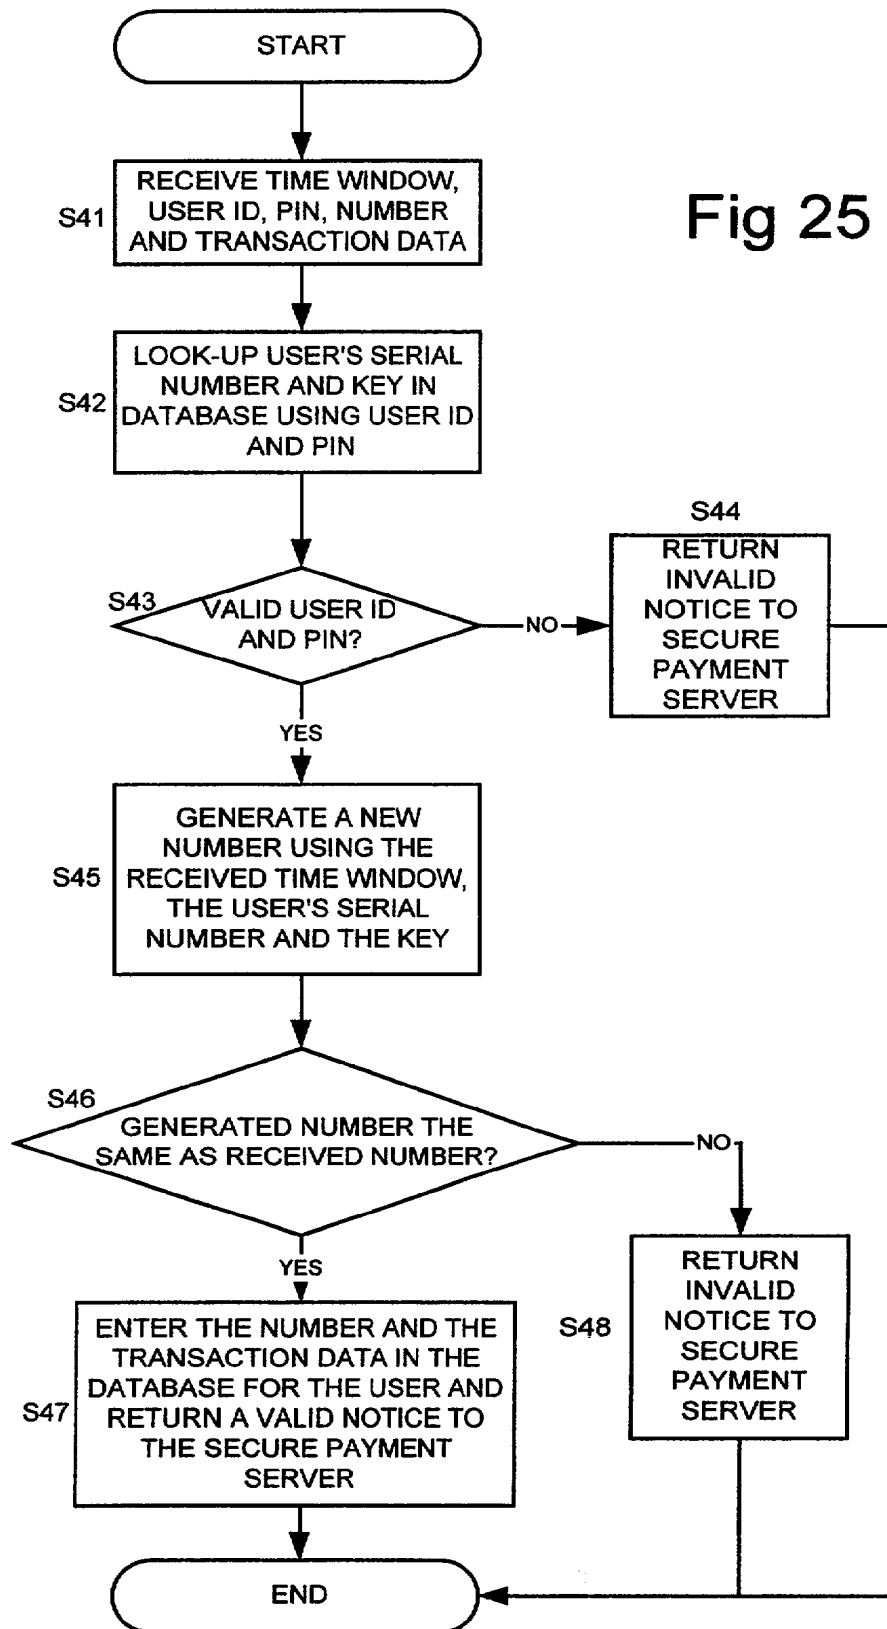 START
S41
RECEIVE TIME WINDOW,
USER ID, PIN, NUMBER
AND TRANSACTION DATA
Fig 25
S42
LOOK-UP USER'S SERIAL
NUMBER AND KEY IN
DATABASE USING USER ID
AND PIN
S43
VALID USER ID
AND PIN?
NO
S44
RETURN
INVALID
NOTICE TO
SECURE
PAYMENT
SERVER
YES
S45
GENERATE A NEW
NUMBER USING THE
RECEIVED TIME WINDOW,
THE USER'S SERIAL
NUMBER AND THE KEY
S46
GENERATED NUMBER THE
SAME AS RECEIVED NUMBER?
NO
YES
S47
ENTER THE NUMBER AND THE
TRANSACTION DATA IN THE
DATABASE FOR THE USER AND
RETURN A VALID NOTICE TO
THE SECURE PAYMENT
SERVER
S48
RETURN
INVALID
NOTICE TO
SECURE
PAYMENT
SERVER
END